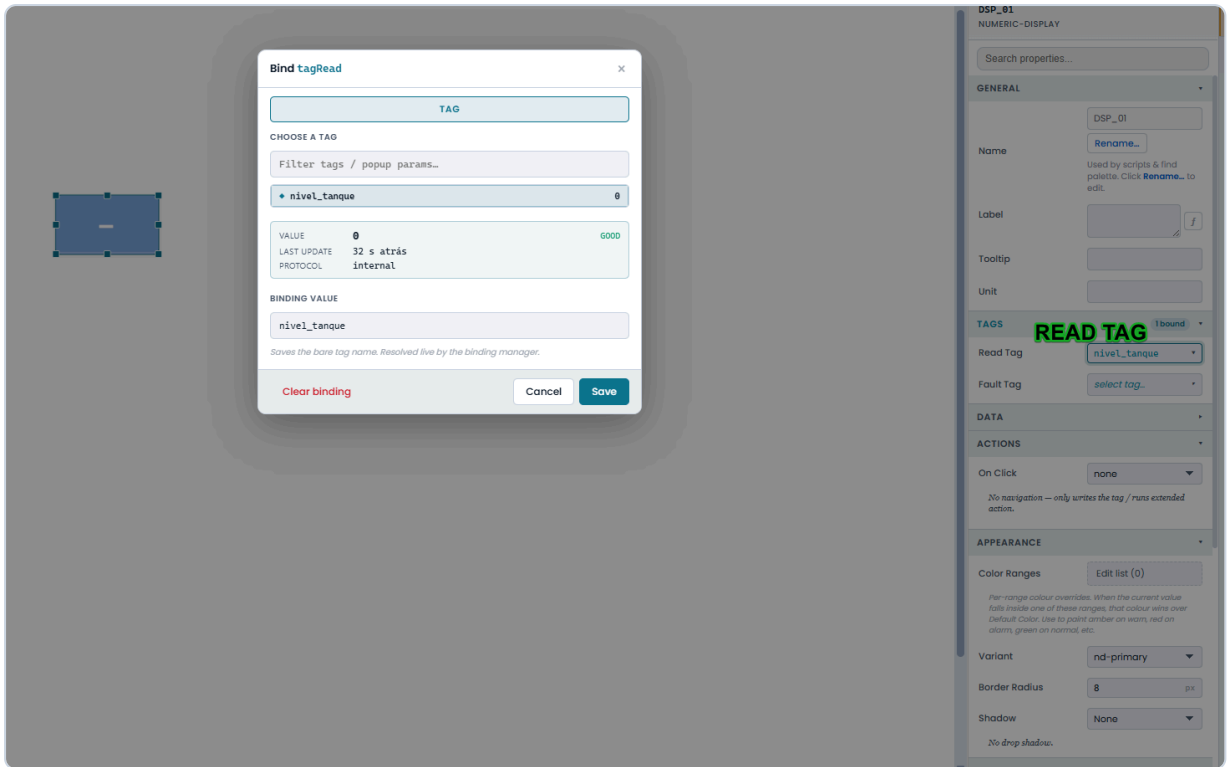 Bind tagRead ×
TAG
CHOOSE A TAG
Filter tags / popup params…
◆ nivel_tanque 0
VALUE 0 GOOD
LAST UPDATE 32 s atrás
PROTOCOL internal
BINDING VALUE
nivel_tanque
Saves the bare tag name. Resolved live by the binding manager.
Clear binding Cancel Save
DSP_01
NUMERIC-DISPLAY
Search properties...
GENERAL
DSP_01
Name
Rename…
Used by scripts & find
palette. Click Rename… to
edit.
Label
f
Tooltip
Unit
TAGS 1 bound
READ TAG
Read Tag nivel_tanque
Fault Tag select tag…
DATA
ACTIONS
On Click none
No navigation — only writes the tag / runs extended
action.
APPEARANCE
Color Ranges Edit list (0)
Per-range colour overrides. When the current value
falls inside one of these ranges, that colour wins over
Default Color. Use to paint amber on warn, red on
alarm, green on normal, etc.
Variant nd-primary
Border Radius 8 px
Shadow None
No drop shadow.